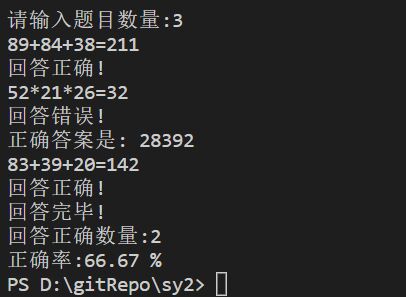 请输入题目数量:3
89+84+38=211
回答正确!
52*21*26=32
回答错误!
正确答案是: 28392
83+39+20=142
回答正确!
回答完毕!
回答正确数量:2
正确率:66.67 %
PS D:\gitRepo\sy2>